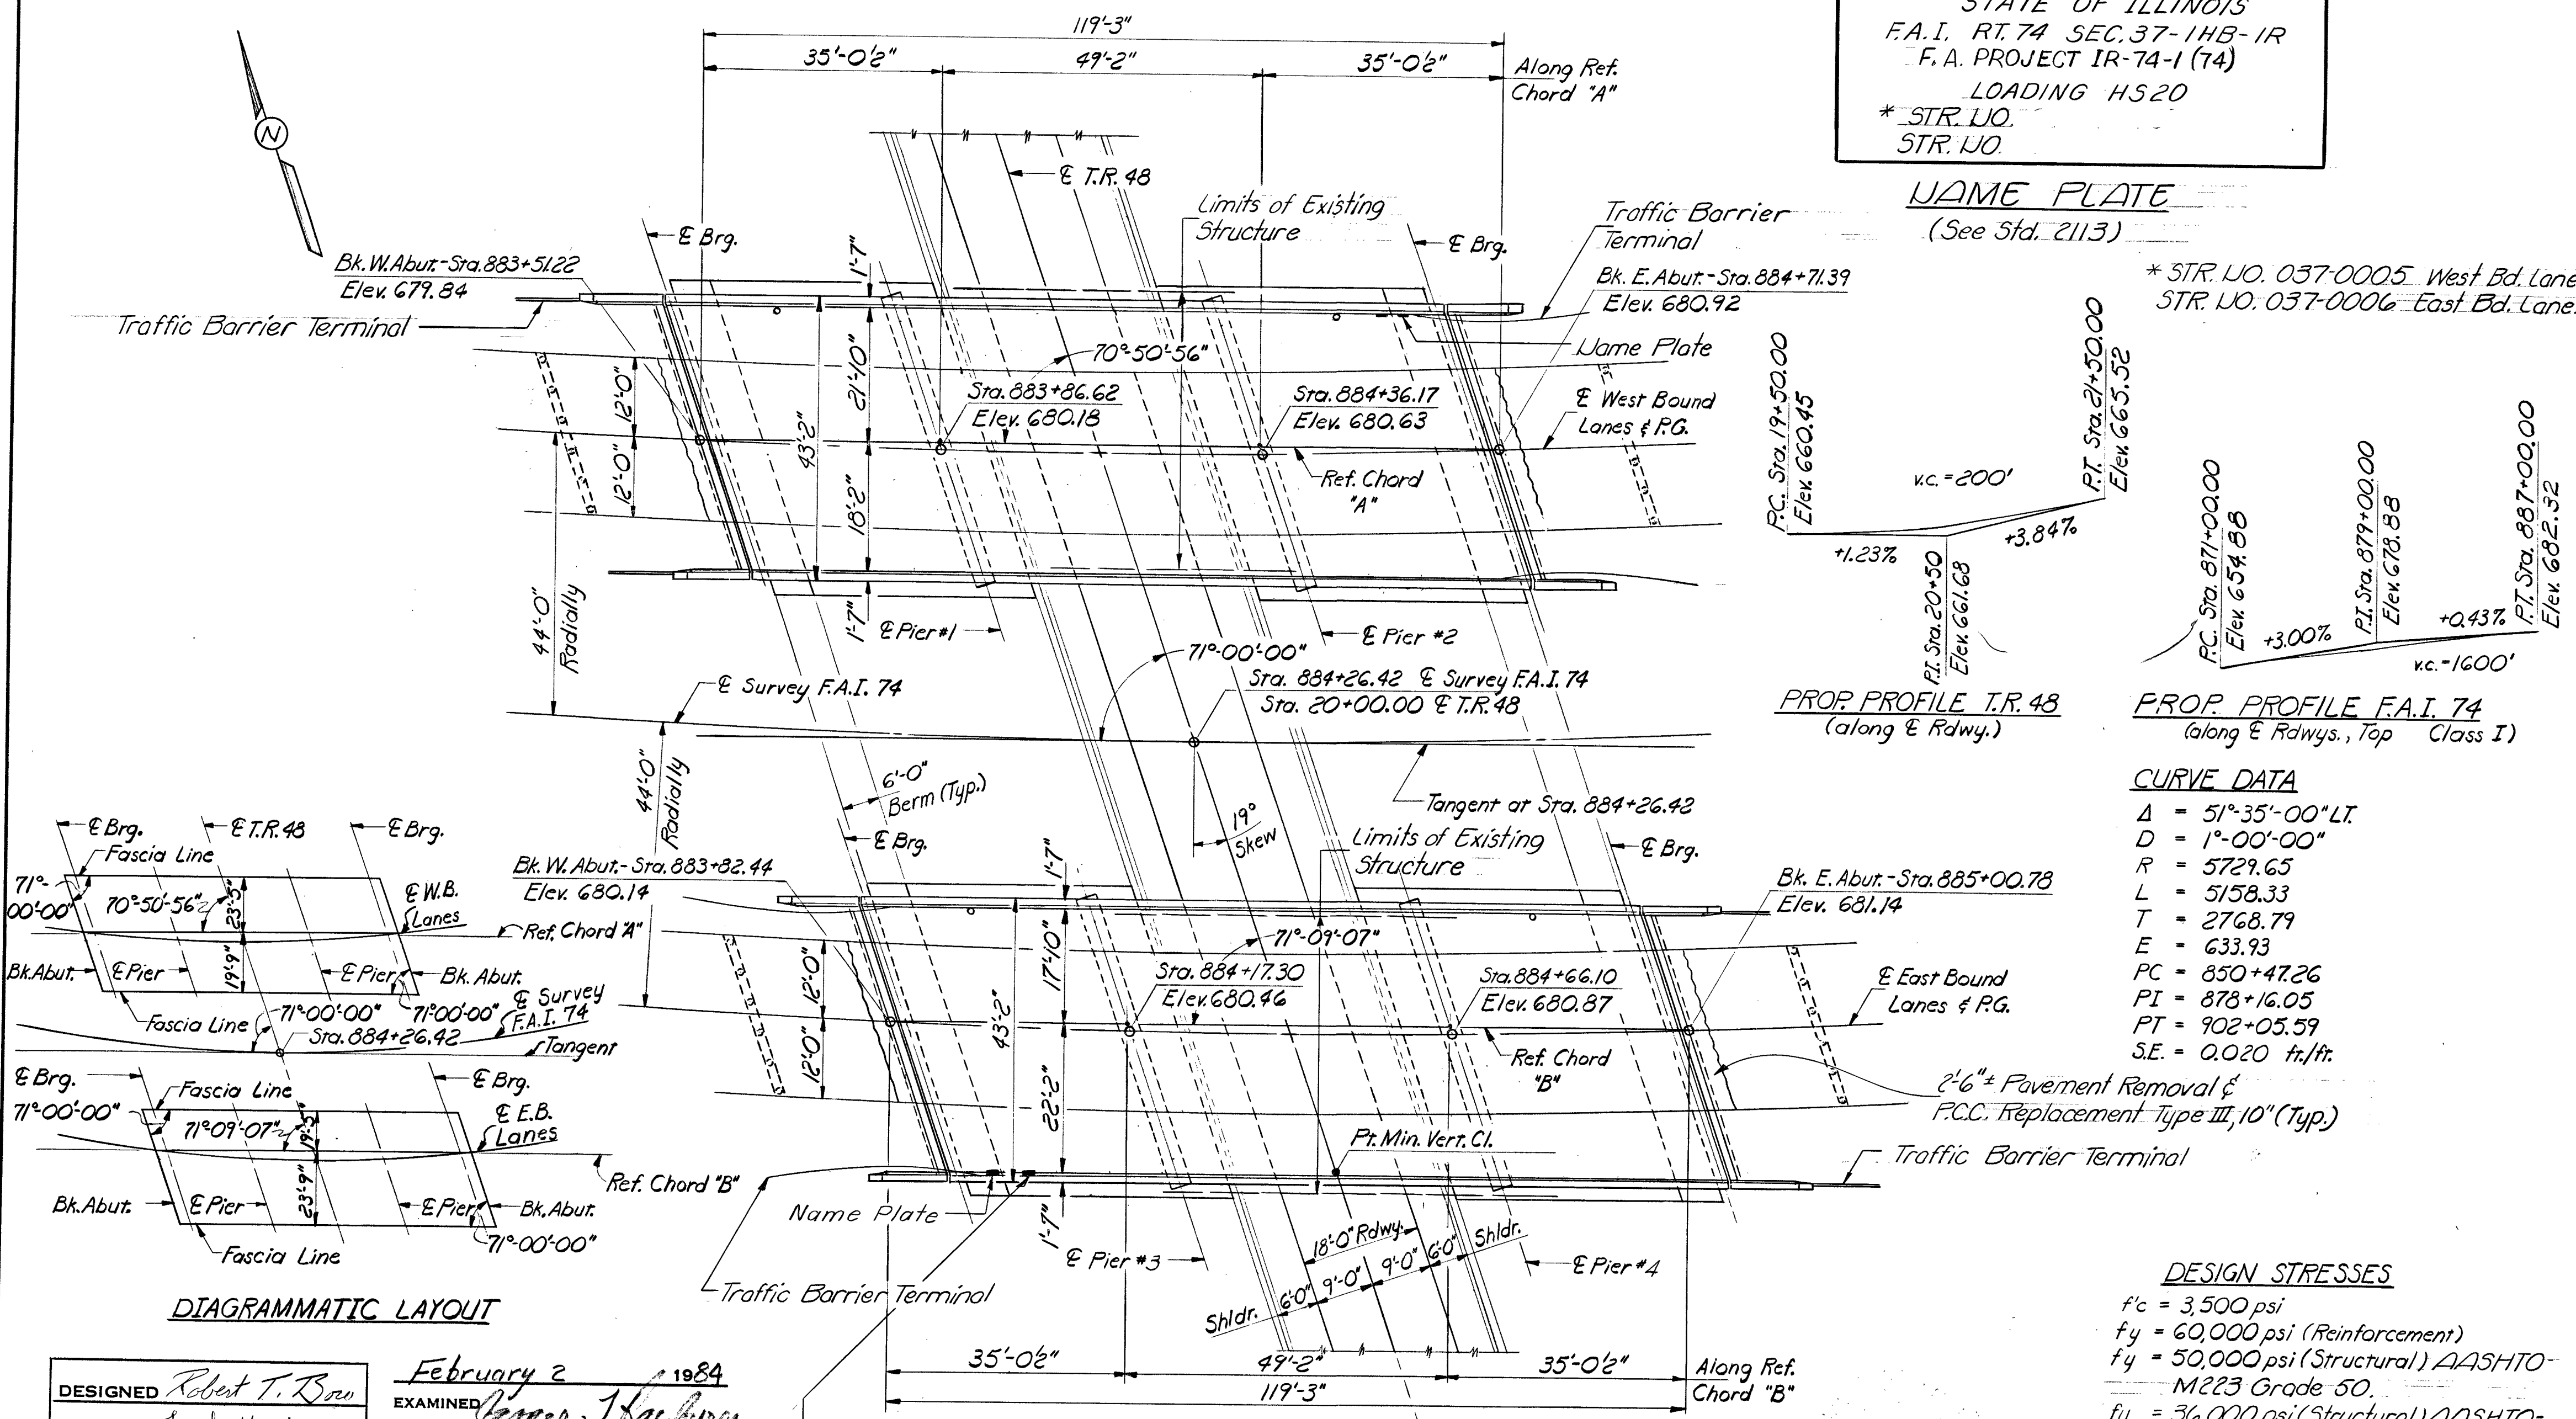 119'-3"
35'-0½"
49'-2"
35'-0½"
Along Ref.
Chord "A"
STATE OF ILLINOIS
F.A.I. RT. 74 SEC. 37-1HB-1R
F.A. PROJECT IR-74-1 (74)
LOADING HS20
* STR. NO.
STR. NO.
NAME PLATE
(See Std. 2113)
* STR. NO. 037-0005 West Bd. Lane
STR. NO. 037-0006 East Bd. Lane
N
℄ T.R. 48
Limits of Existing
Structure
Traffic Barrier
Terminal
℄ Brg.
℄ Brg.
Bk. W. Abut.-Sta. 883+51.22
Elev. 679.84
Bk. E. Abut.-Sta. 884+71.39
Elev. 680.92
Traffic Barrier Terminal
Name Plate
1'-7"
70°-50'-56"
21'-10"
43'-2"
12'-0"
12'-0"
18'-2"
1'-7"
Sta. 883+86.62
Elev. 680.18
Sta. 884+36.17
Elev. 680.63
℄ West Bound
Lanes & P.G.
Ref. Chord
"A"
44'-0"
Radially
℄ Pier #1
℄ Pier #2
71°-00'-00"
℄ Survey F.A.I. 74
Sta. 884+26.42 ℄ Survey F.A.I. 74
Sta. 20+00.00 ℄ T.R. 48
Tangent at Sta. 884+26.42
44'-0"
Radially
6'-0"
Berm (Typ.)
19°
Skew
P.C. Sta. 19+50.00
Elev. 660.45
v.c. = 200'
P.T. Sta. 21+50.00
Elev. 665.52
+1.23%
+3.84%
P.I. Sta. 20+50
Elev. 661.68
PROP. PROFILE T.R. 48
(along ℄ Rdwy.)
P.C. Sta. 871+00.00
Elev. 654.88
P.I. Sta. 879+00.00
Elev. 678.88
P.T. Sta. 887+00.00
Elev. 682.32
+3.00%
+0.43%
v.c. = 1600'
PROP. PROFILE F.A.I. 74
(along ℄ Rdwys., Top Class I)
CURVE DATA
Δ = 51°-35'-00" LT.
D = 1°-00'-00"
R = 5729.65
L = 5158.33
T = 2768.79
E = 633.93
PC = 850+47.26
PI = 878+16.05
PT = 902+05.59
S.E. = 0.020 ft./ft.
℄ Brg.
℄ T.R. 48
℄ Brg.
Fascia Line
71°-
00'-00"
70°-50'-56"
23'-5"
℄ W.B.
Lanes
Ref. Chord "A"
19'-9"
Bk. Abut.
℄ Pier
℄ Pier
Bk. Abut.
Fascia Line
71°-00'-00"
71°-00'-00"
℄ Survey
F.A.I. 74
Sta. 884+26.42
Tangent
℄ Brg.
Fascia Line
℄ Brg.
71°-00'-00"
71°-09'-07"
19'-5"
℄ E.B.
Lanes
Ref. Chord "B"
23'-9"
Bk. Abut.
℄ Pier
℄ Pier
Bk. Abut.
71°-00'-00"
Fascia Line
DIAGRAMMATIC LAYOUT
℄ Brg.
Limits of Existing
Structure
℄ Brg.
Bk. W. Abut.-Sta. 883+82.44
Elev. 680.14
Bk. E. Abut.-Sta. 885+00.78
Elev. 681.14
1'-7"
71°-09'-07"
17'-10"
43'-2"
12'-0"
12'-0"
22'-2"
1'-7"
Sta. 884+17.30
Elev. 680.46
Sta. 884+66.10
Elev. 680.87
℄ East Bound
Lanes & P.G.
Ref. Chord
"B"
2'-6"± Pavement Removal &
P.C.C. Replacement Type III, 10" (Typ.)
Pt. Min. Vert. Cl.
Traffic Barrier Terminal
Name Plate
Traffic Barrier Terminal
℄ Pier #3
18'-0" Rdwy.
Shldr.
6'-0"
9'-0"
9'-0"
6'-0"
Shldr.
℄ Pier #4
35'-0½"
49'-2"
35'-0½"
Along Ref.
Chord "B"
119'-3"
DESIGN STRESSES
f'c = 3,500 psi
fy = 60,000 psi (Reinforcement)
fy = 50,000 psi (Structural) AASHTO-
M223 Grade 50.
fy = 36,000 psi (Structural) AASHTO-
DESIGNED Robert T.
February 2 1984
EXAMINED